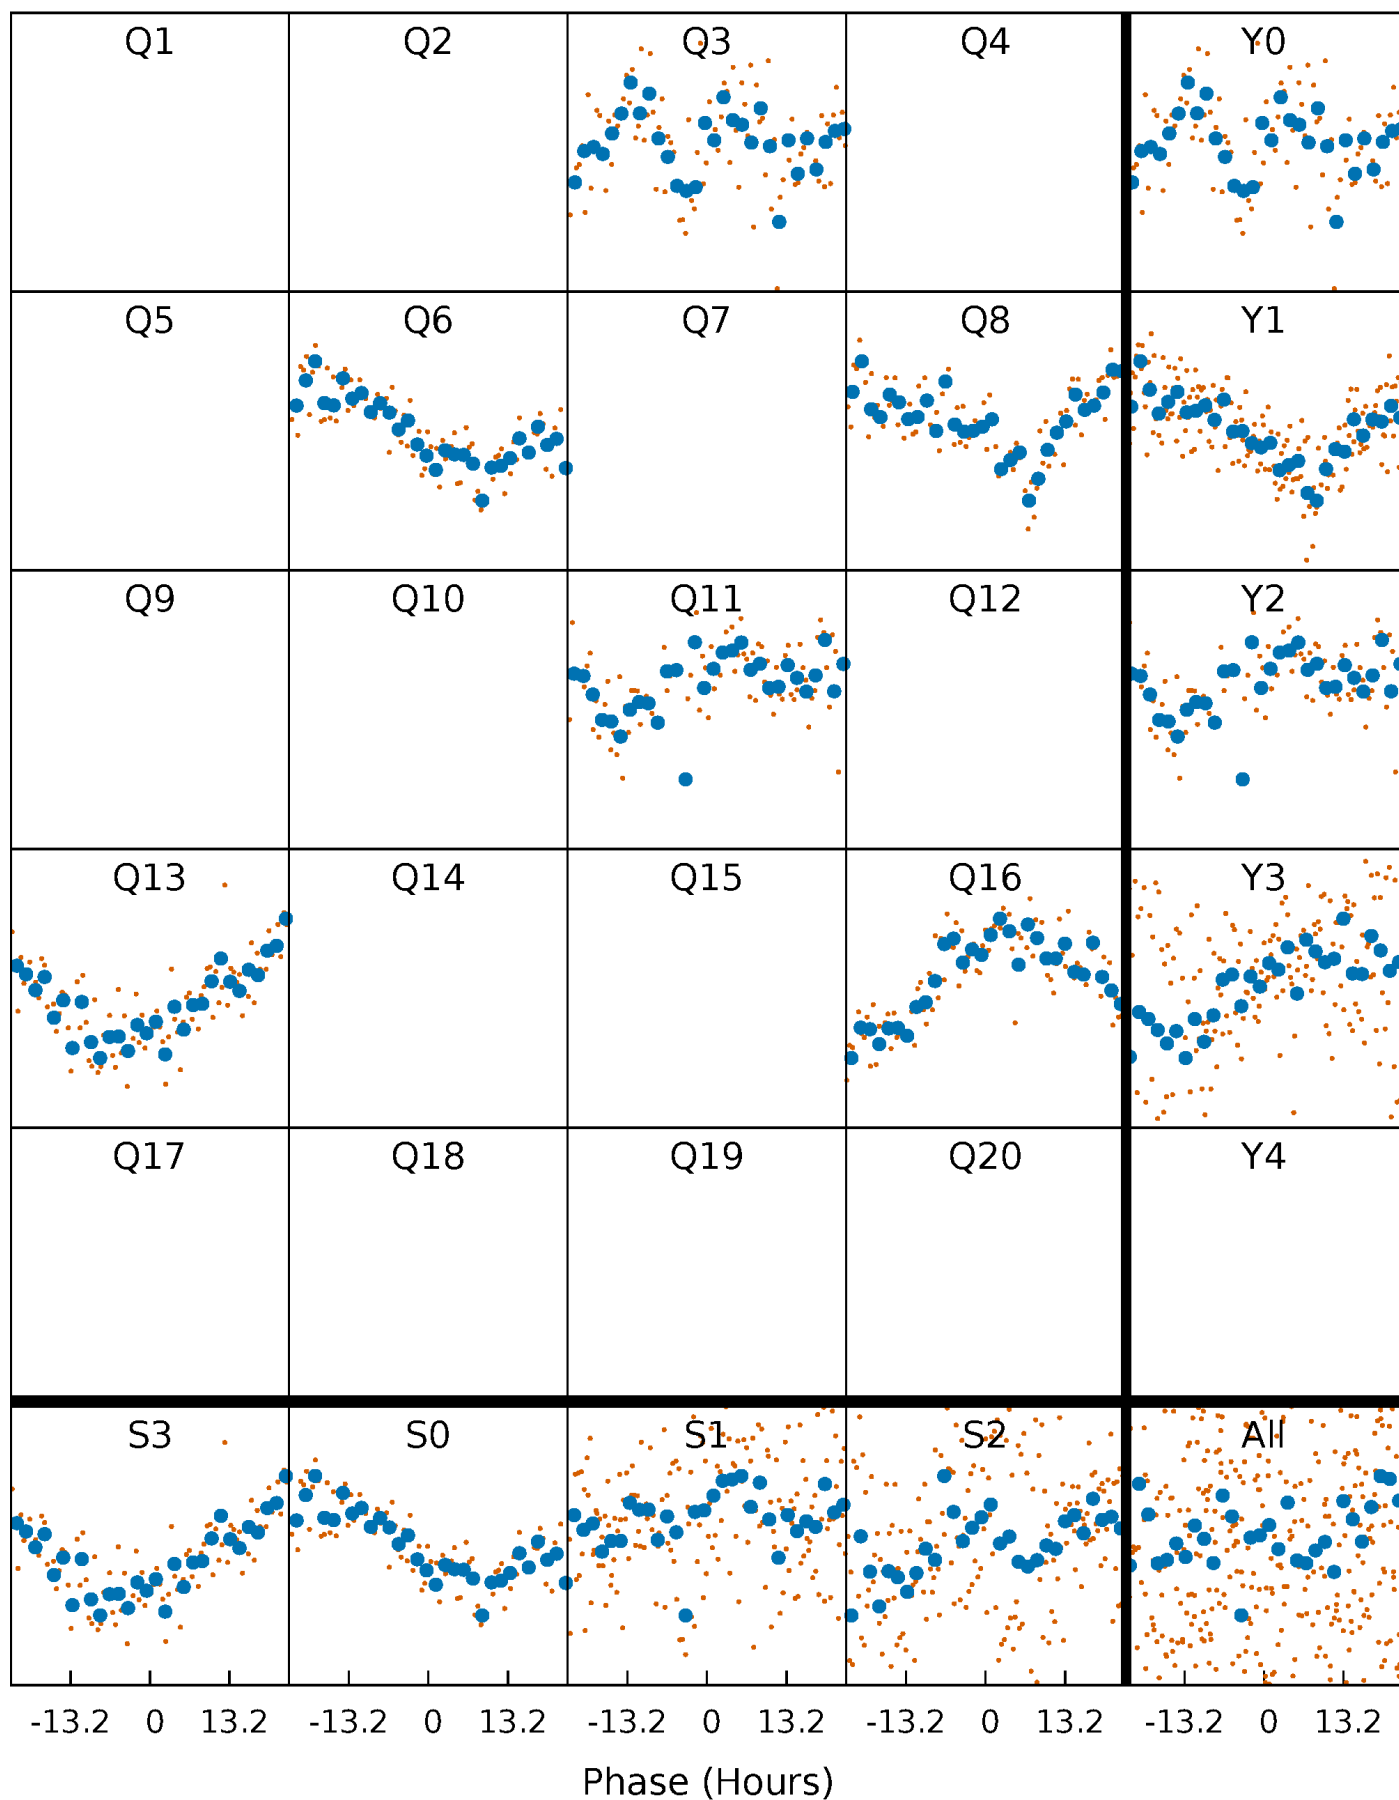 Q1 Q2 Q3 Q4 Y0
Q5 Q6 Q7 Q8 Y1
Q9 Q10 Q11 Q12 Y2
Q13 Q14 Q15 Q16 Y3
Q17 Q18 Q19 Q20 Y4
S3 S0 S1 S2 All
-13.2 0 13.2 -13.2 0 13.2 -13.2 0 13.2 -13.2 0 13.2 -13.2 0 13.2
Phase (Hours)